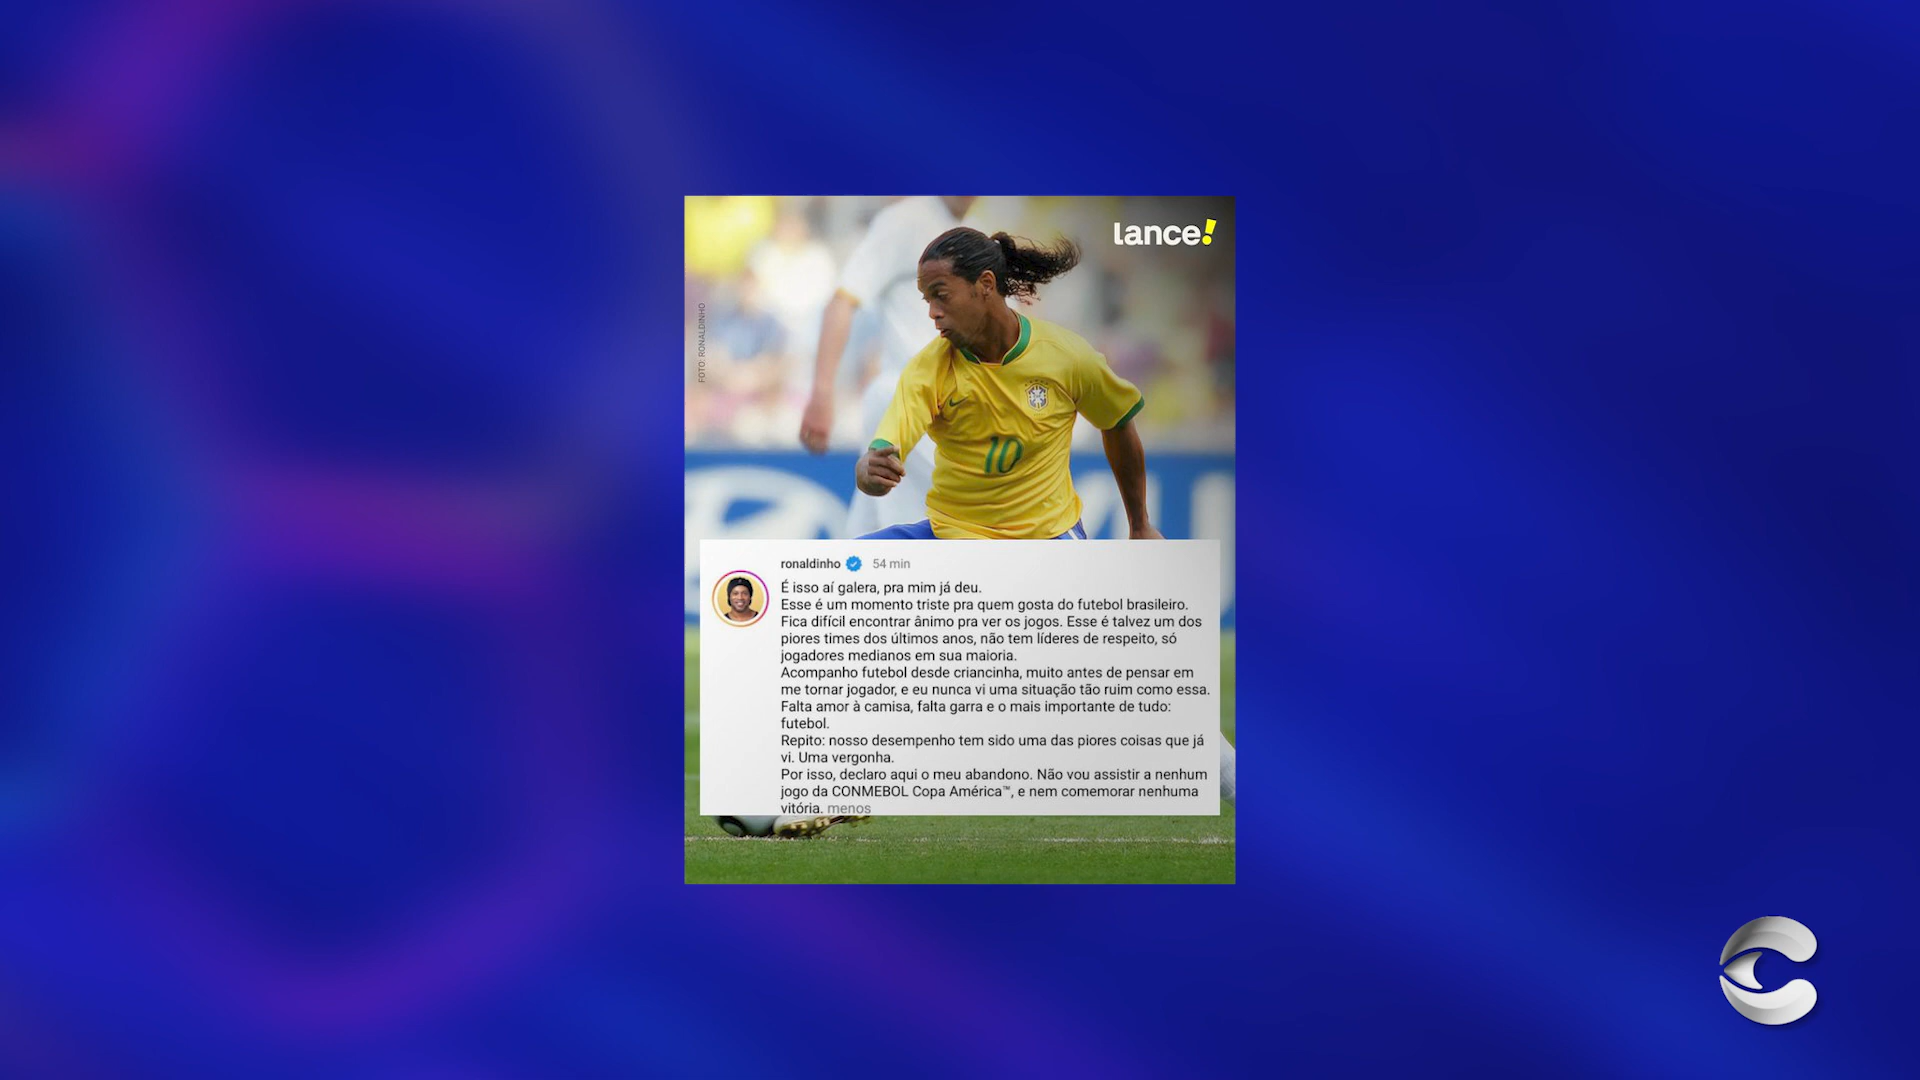 lance!
FOTO: RONALDINHO
10
ronaldinho 54 min
É isso aí galera, pra mim já deu.
Esse é um momento triste pra quem gosta do futebol brasileiro.
Fica difícil encontrar ânimo pra ver os jogos. Esse é talvez um dos
piores times dos últimos anos, não tem líderes de respeito, só
jogadores medianos em sua maioria.
Acompanho futebol desde criancinha, muito antes de pensar em
me tornar jogador, e eu nunca vi uma situação tão ruim como essa.
Falta amor à camisa, falta garra e o mais importante de tudo:
futebol.
Repito: nosso desempenho tem sido uma das piores coisas que já
vi. Uma vergonha.
Por isso, declaro aqui o meu abandono. Não vou assistir a nenhum
jogo da CONMEBOL Copa América™, e nem comemorar nenhuma
vitória. menos